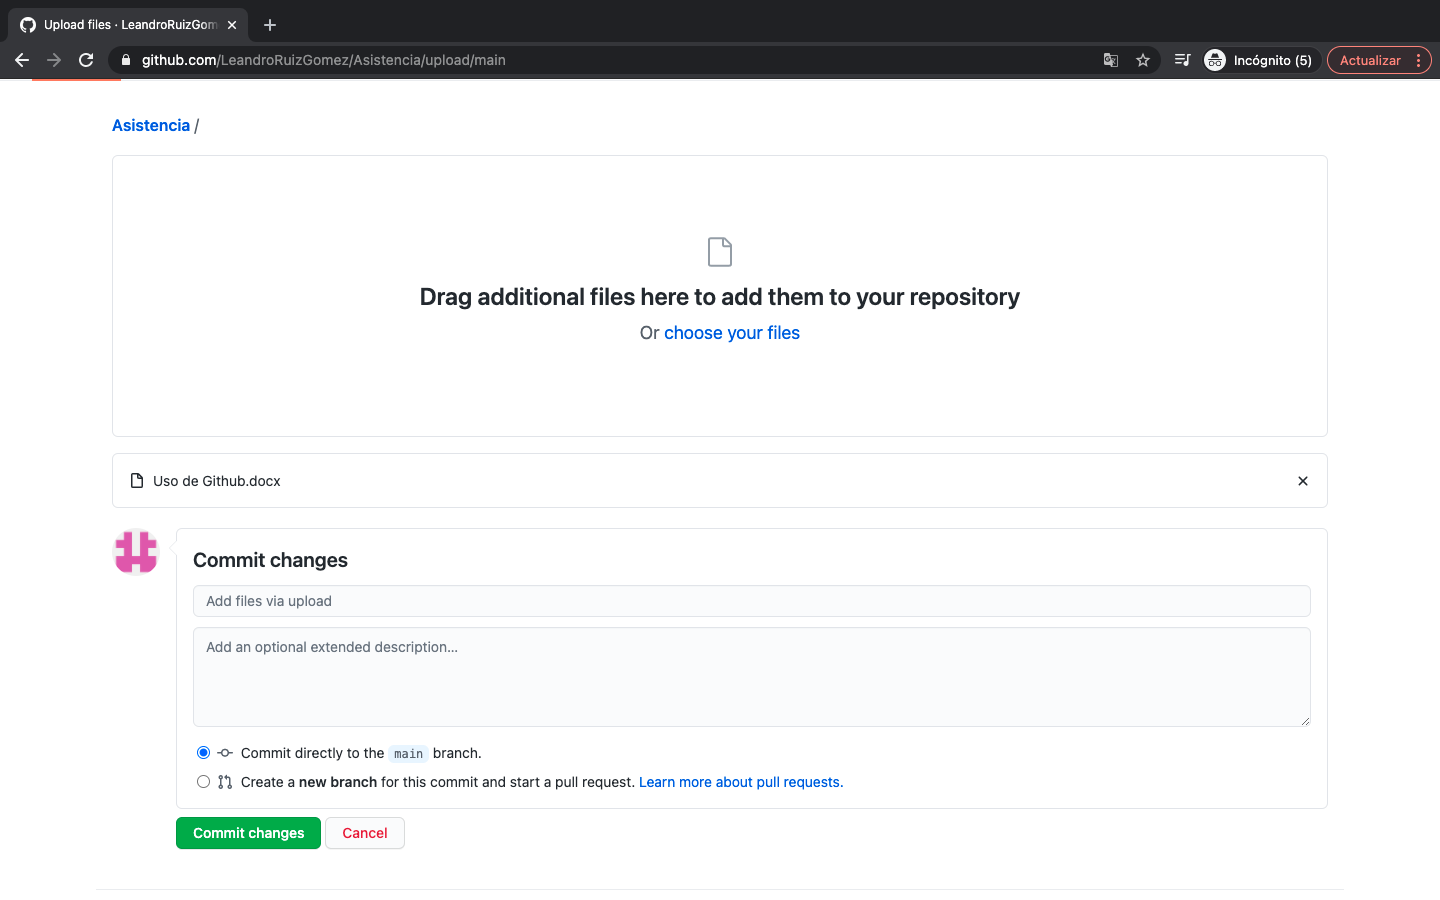 Upload files · LeandroRuizGom
github.com/LeandroRuizGomez/Asistencia/upload/main
Incógnito (5)
Actualizar
Asistencia /
Drag additional files here to add them to your repository
Or choose your files
Uso de Github.docx
Commit changes
Add files via upload
Add an optional extended description...
Commit directly to the main branch.
Create a new branch for this commit and start a pull request. Learn more about pull requests.
Commit changes
Cancel